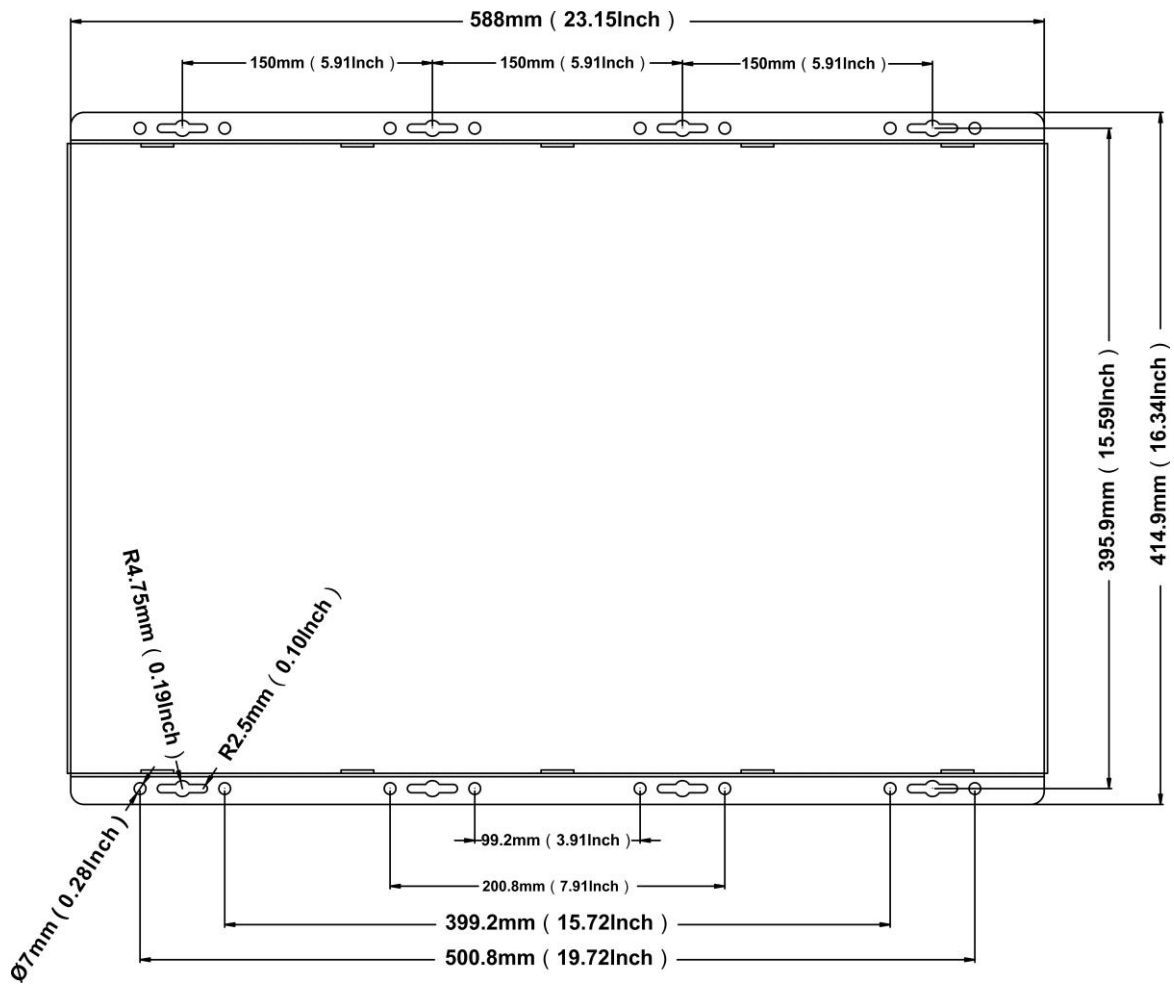 588mm ( 23.15Inch )
150mm ( 5.91Inch )
150mm ( 5.91Inch )
150mm ( 5.91Inch )
395.9mm ( 15.59Inch )
414.9mm ( 16.34Inch )
R4.75mm ( 0.19Inch )
R2.5mm ( 0.10Inch )
Ø7mm ( 0.28Inch )
99.2mm ( 3.91Inch )
200.8mm ( 7.91Inch )
399.2mm ( 15.72Inch )
500.8mm ( 19.72Inch )